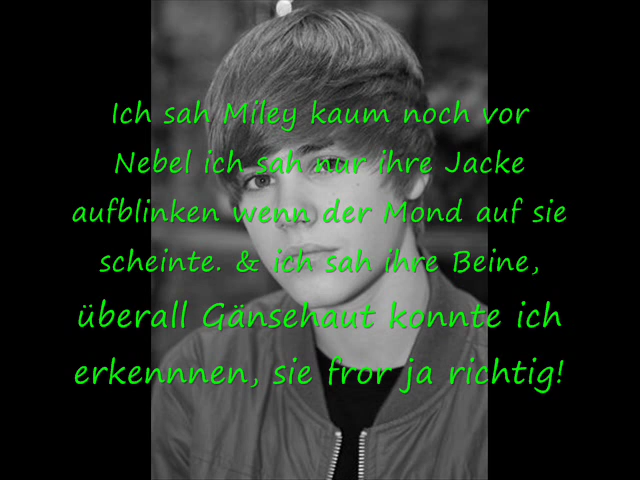 Ich sah Miley kaum noch vor
Nebel ich sah nur ihre Jacke
aufblinken wenn der Mond auf sie
scheinte. & ich sah ihre Beine,
überall Gänsehaut konnte ich
erkennnen, sie fror ja richtig!